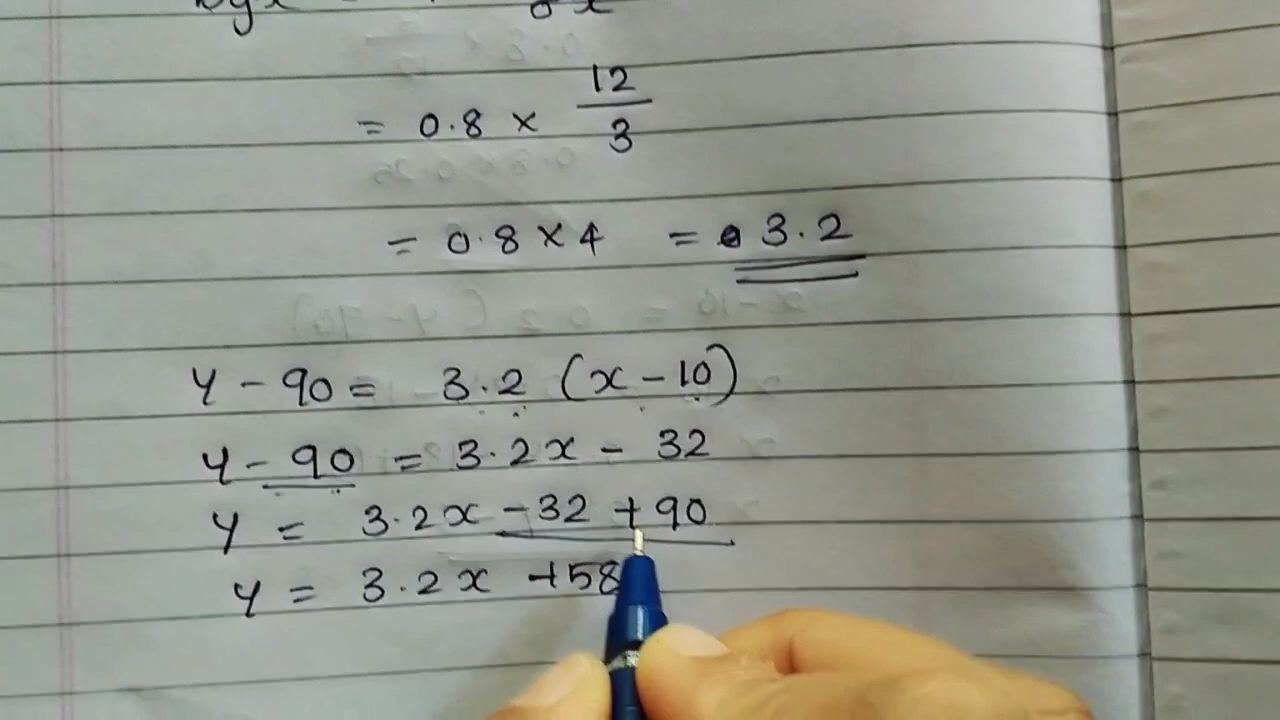 = 0.8 × 12/3
= 0.8 × 4 = 3.2
y - 90 = 3.2 (x - 10)
y - 90 = 3.2x - 32
y = 3.2x - 32 + 90
y = 3.2x + 58